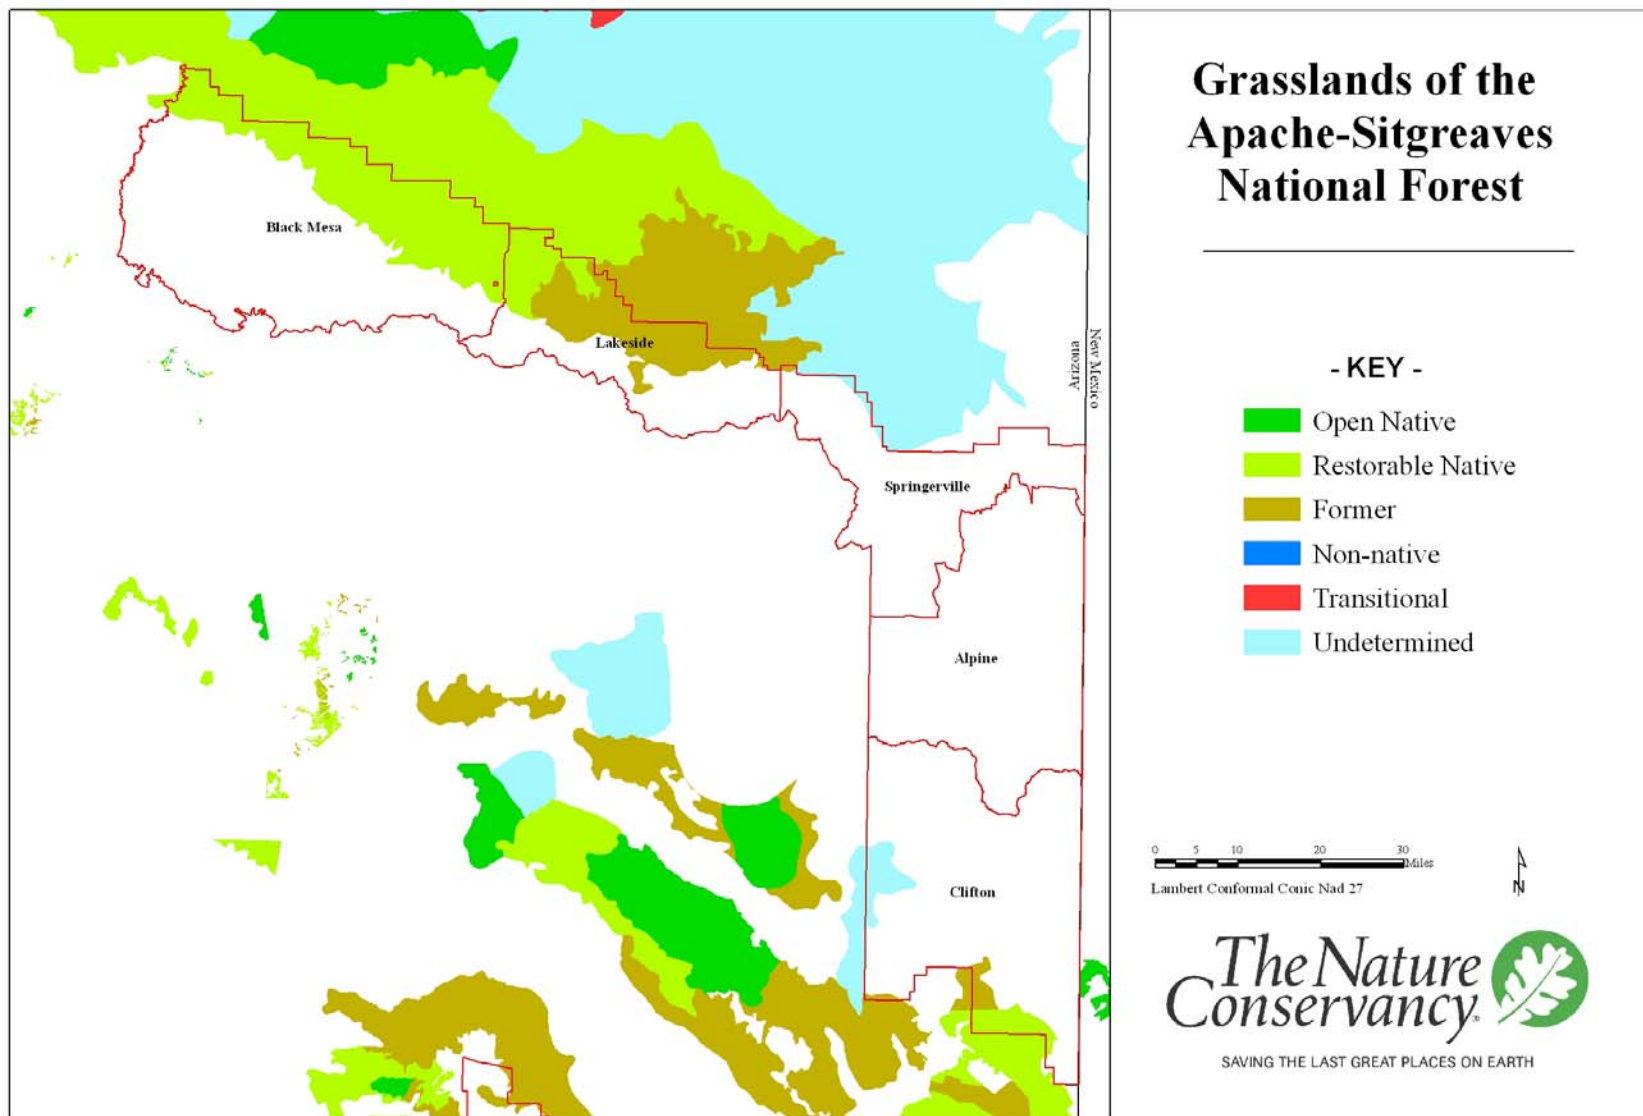 Grasslands of the
Apache-Sitgreaves
National Forest
Black Mesa
Lakeside
Springerville
Alpine
Clifton
Arizona
New Mexico
- KEY -
Open Native
Restorable Native
Former
Non-native
Transitional
Undetermined
0 5 10 20 30
Miles
Lambert Conformal Conic Nad 27
N
The Nature
Conservancy®
SAVING THE LAST GREAT PLACES ON EARTH